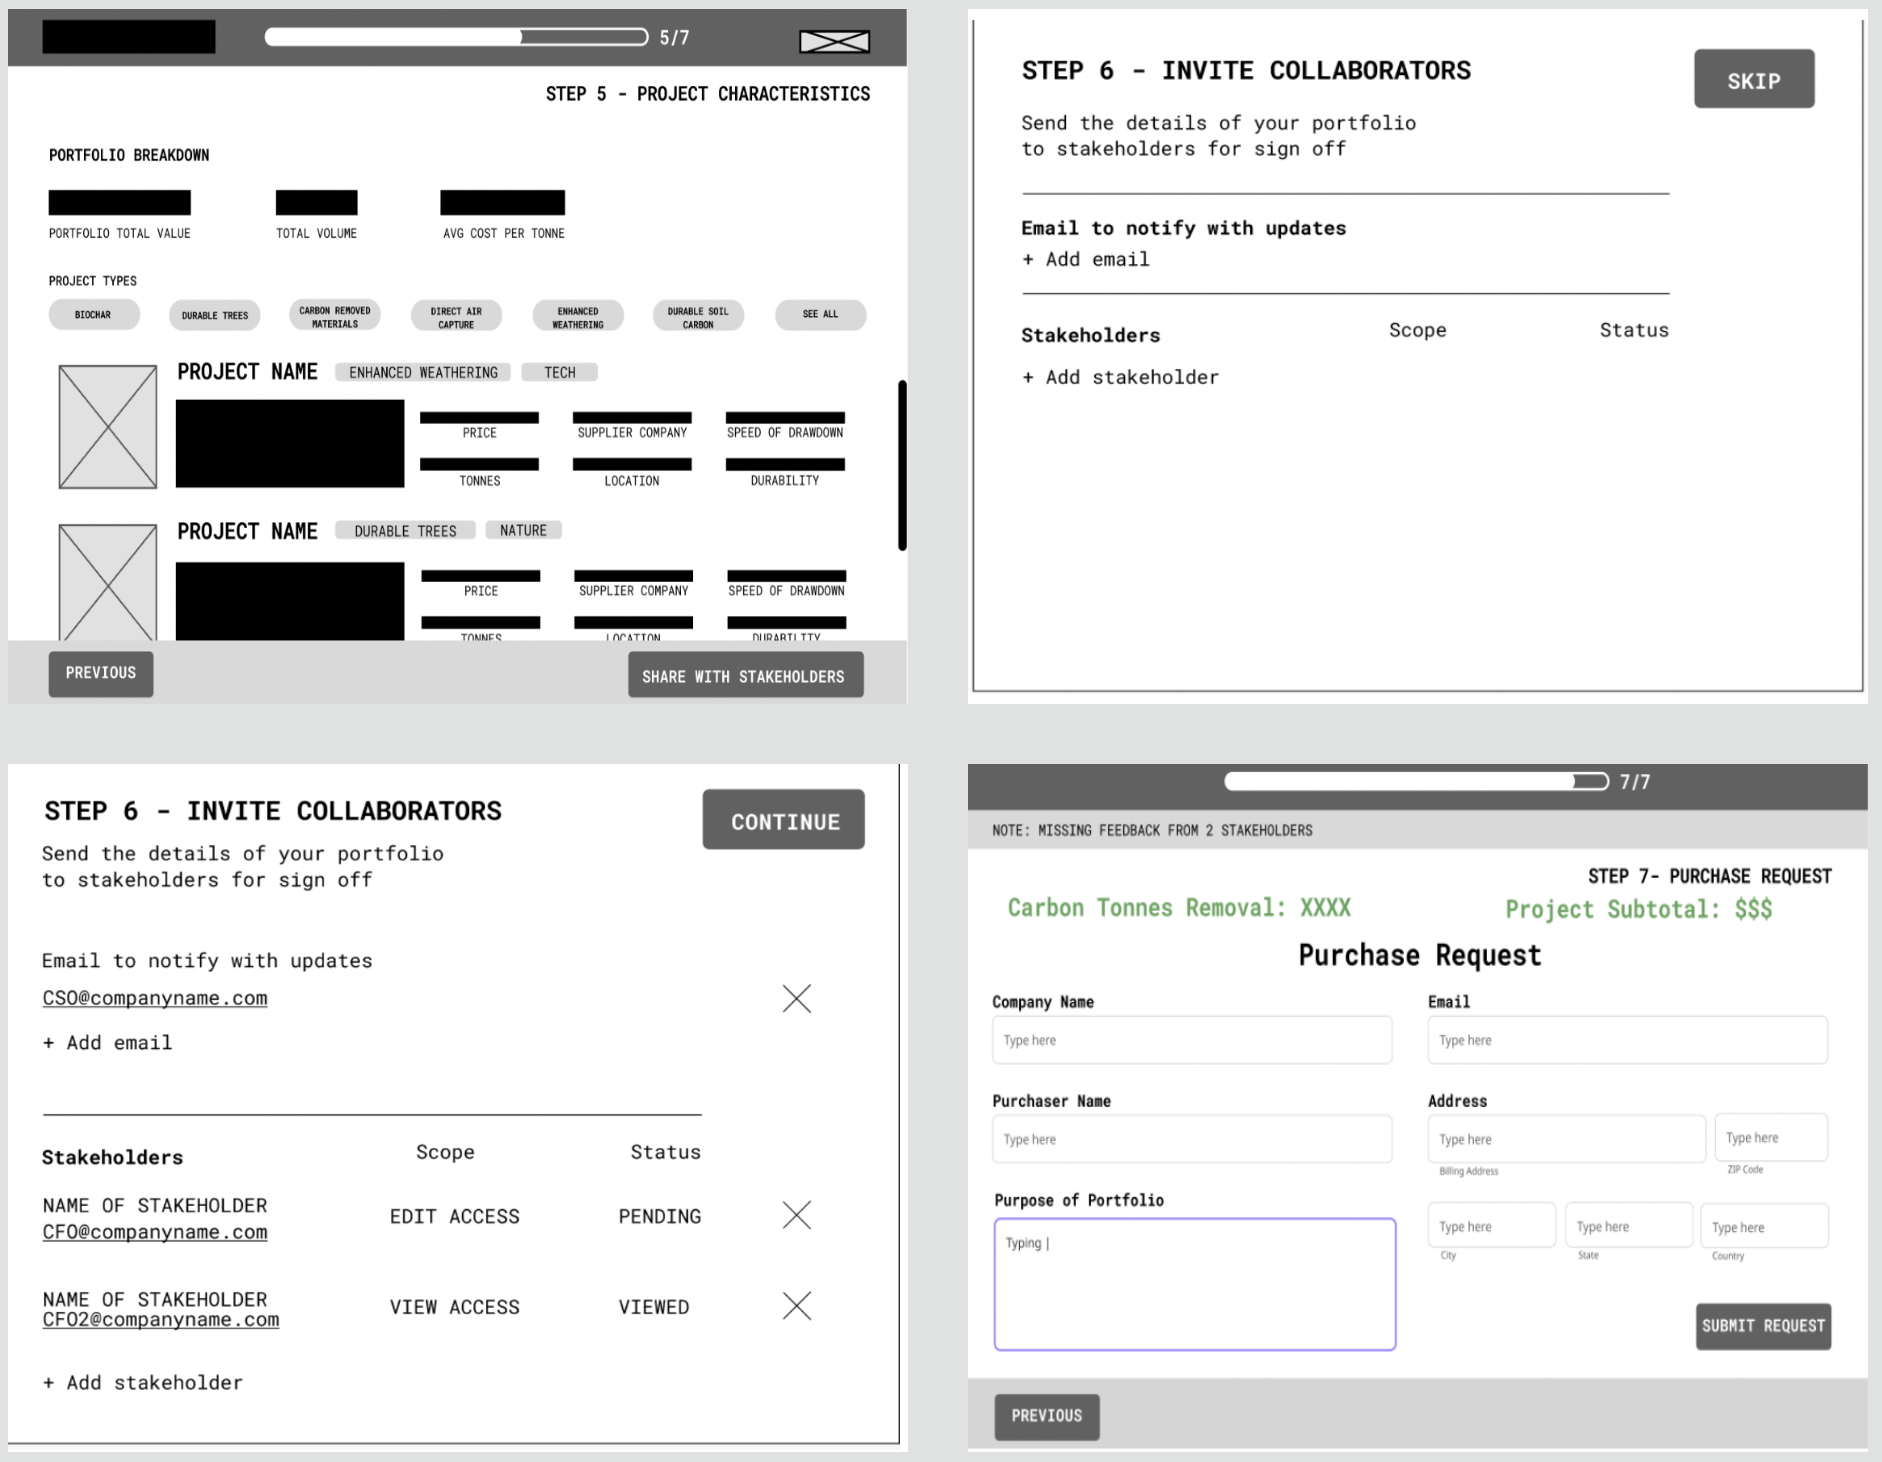 5/7
STEP 5 - PROJECT CHARACTERISTICS
PORTFOLIO BREAKDOWN
PORTFOLIO TOTAL VALUE
TOTAL VOLUME
AVG COST PER TONNE
PROJECT TYPES
BIOCHAR
DURABLE TREES
CARBON REMOVED
MATERIALS
DIRECT AIR
CAPTURE
ENHANCED
WEATHERING
DURABLE SOIL
CARBON
SEE ALL
PROJECT NAME
ENHANCED WEATHERING
TECH
PRICE
SUPPLIER COMPANY
SPEED OF DRAWDOWN
TONNES
LOCATION
DURABILITY
PROJECT NAME
DURABLE TREES
NATURE
PRICE
SUPPLIER COMPANY
SPEED OF DRAWDOWN
TONNES
LOCATION
DURABILITY
PREVIOUS
SHARE WITH STAKEHOLDERS
STEP 6 - INVITE COLLABORATORS
SKIP
Send the details of your portfolio
to stakeholders for sign off
Email to notify with updates
+ Add email
Stakeholders
Scope
Status
+ Add stakeholder
STEP 6 - INVITE COLLABORATORS
CONTINUE
Send the details of your portfolio
to stakeholders for sign off
Email to notify with updates
CSO@companyname.com
+ Add email
Stakeholders
Scope
Status
NAME OF STAKEHOLDER
CFO@companyname.com
EDIT ACCESS
PENDING
NAME OF STAKEHOLDER
CFO2@companyname.com
VIEW ACCESS
VIEWED
+ Add stakeholder
7/7
NOTE: MISSING FEEDBACK FROM 2 STAKEHOLDERS
STEP 7- PURCHASE REQUEST
Carbon Tonnes Removal: XXXX
Project Subtotal: $$$
Purchase Request
Company Name
Type here
Email
Type here
Purchaser Name
Type here
Address
Type here
Billing Address
Type here
ZIP Code
Purpose of Portfolio
Typing |
Type here
City
Type here
State
Type here
Country
SUBMIT REQUEST
PREVIOUS